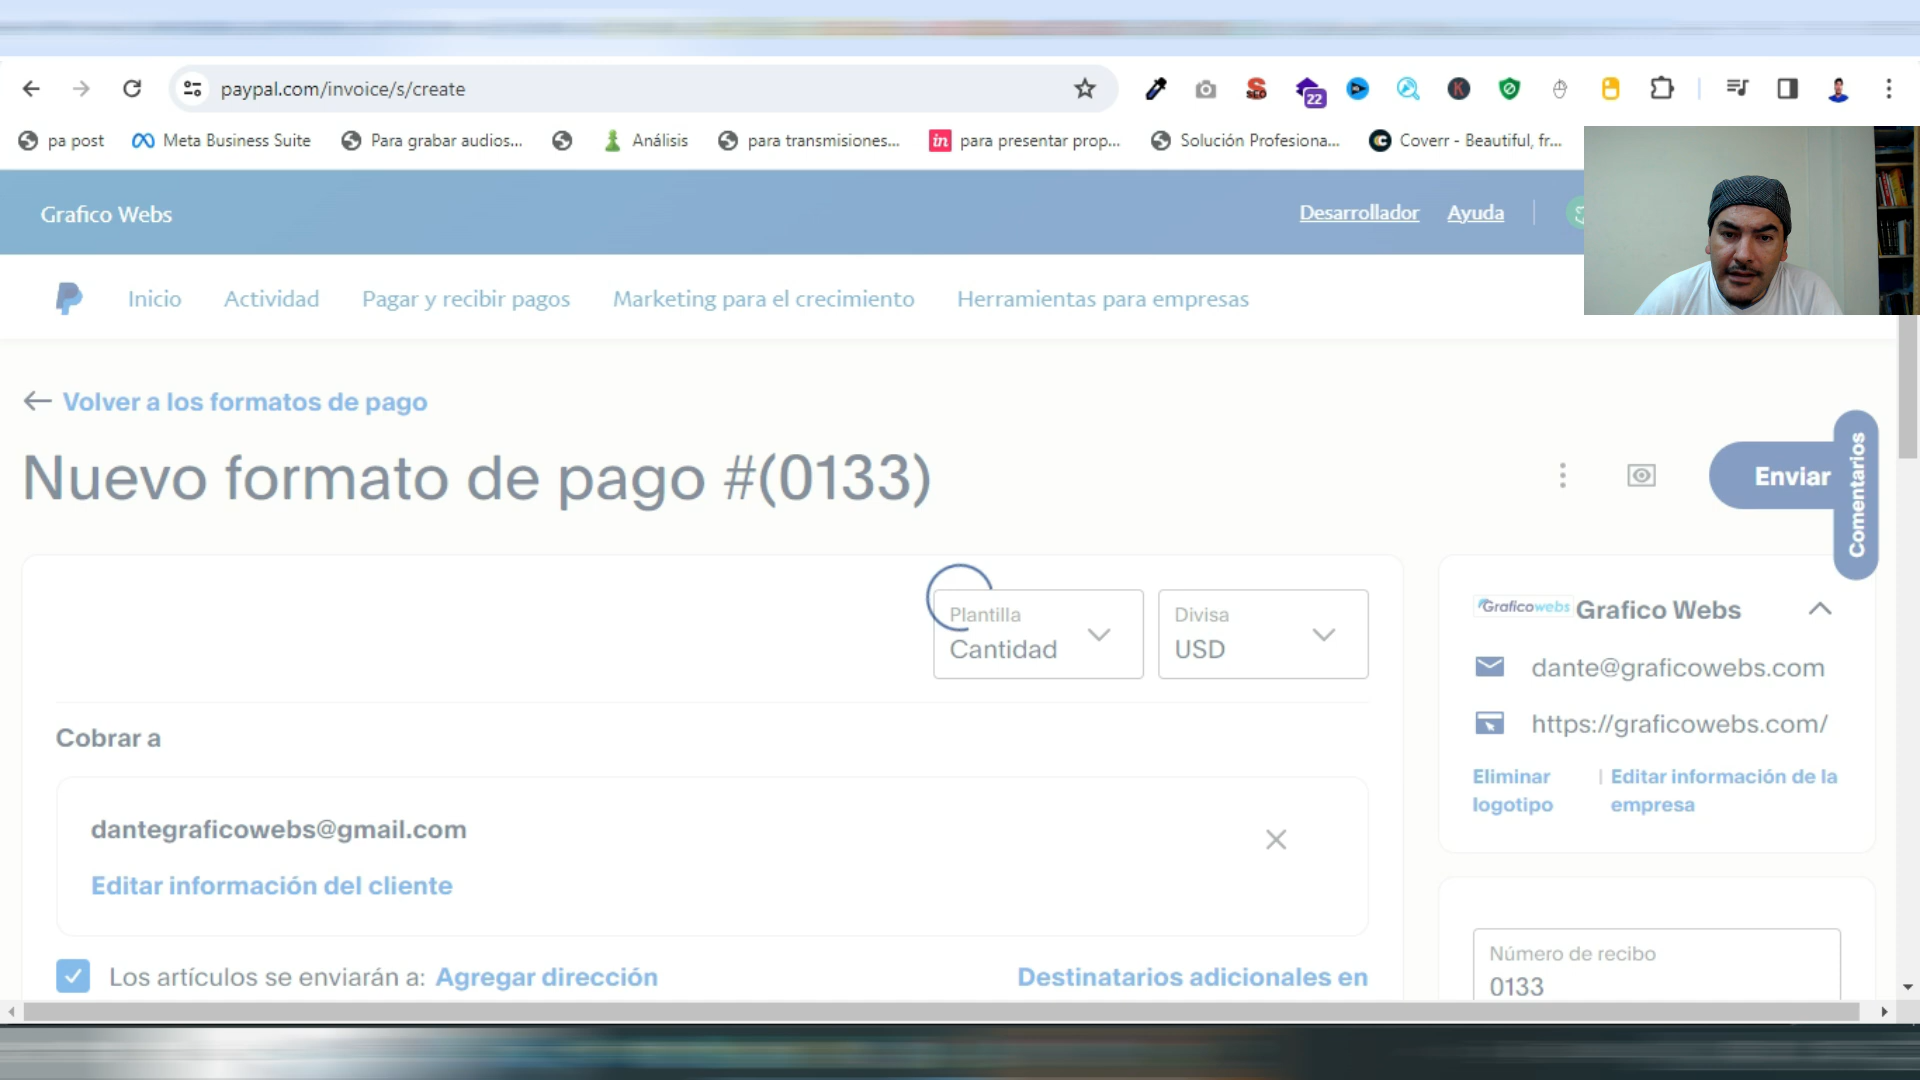 paypal.com/invoice/s/create
22
pa post
Meta Business Suite
Para grabar audios...
Análisis
para transmisiones...
in
para presentar prop...
Solución Profesiona...
Coverr - Beautiful, fr...
Grafico Webs
Desarrollador
Ayuda
Inicio
Actividad
Pagar y recibir pagos
Marketing para el crecimiento
Herramientas para empresas
Volver a los formatos de pago
Nuevo formato de pago #(0133)
Enviar
Comentarios
Plantilla
Cantidad
Divisa
USD
Cobrar a
dantegraficowebs@gmail.com
Editar información del cliente
Los artículos se enviarán a: Agregar dirección
Destinatarios adicionales en
Graficowebs Grafico Webs
dante@graficowebs.com
https://graficowebs.com/
Eliminar
logotipo
Editar información de la
empresa
Número de recibo
0133